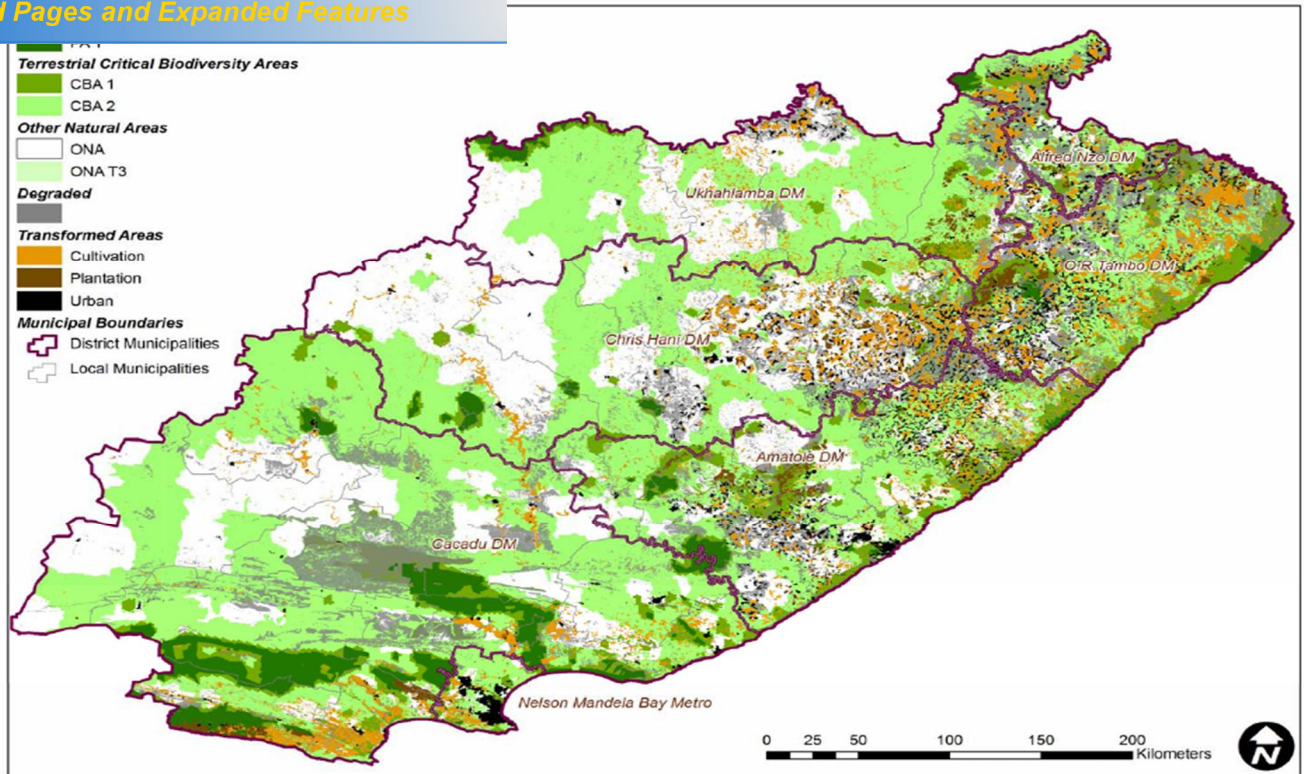 d Pages and Expanded Features
Terrestrial Critical Biodiversity Areas
CBA 1
CBA 2
Other Natural Areas
ONA
ONA T3
Degraded
Transformed Areas
Cultivation
Plantation
Urban
Municipal Boundaries
District Municipalities
Local Municipalities
Alfred Nzo DM
Ukhahlamba DM
O.R.Tambo DM
Chris Hani DM
Amatole DM
Cacadu DM
Nelson Mandela Bay Metro
0 25 50 100 150 200
Kilometers
N